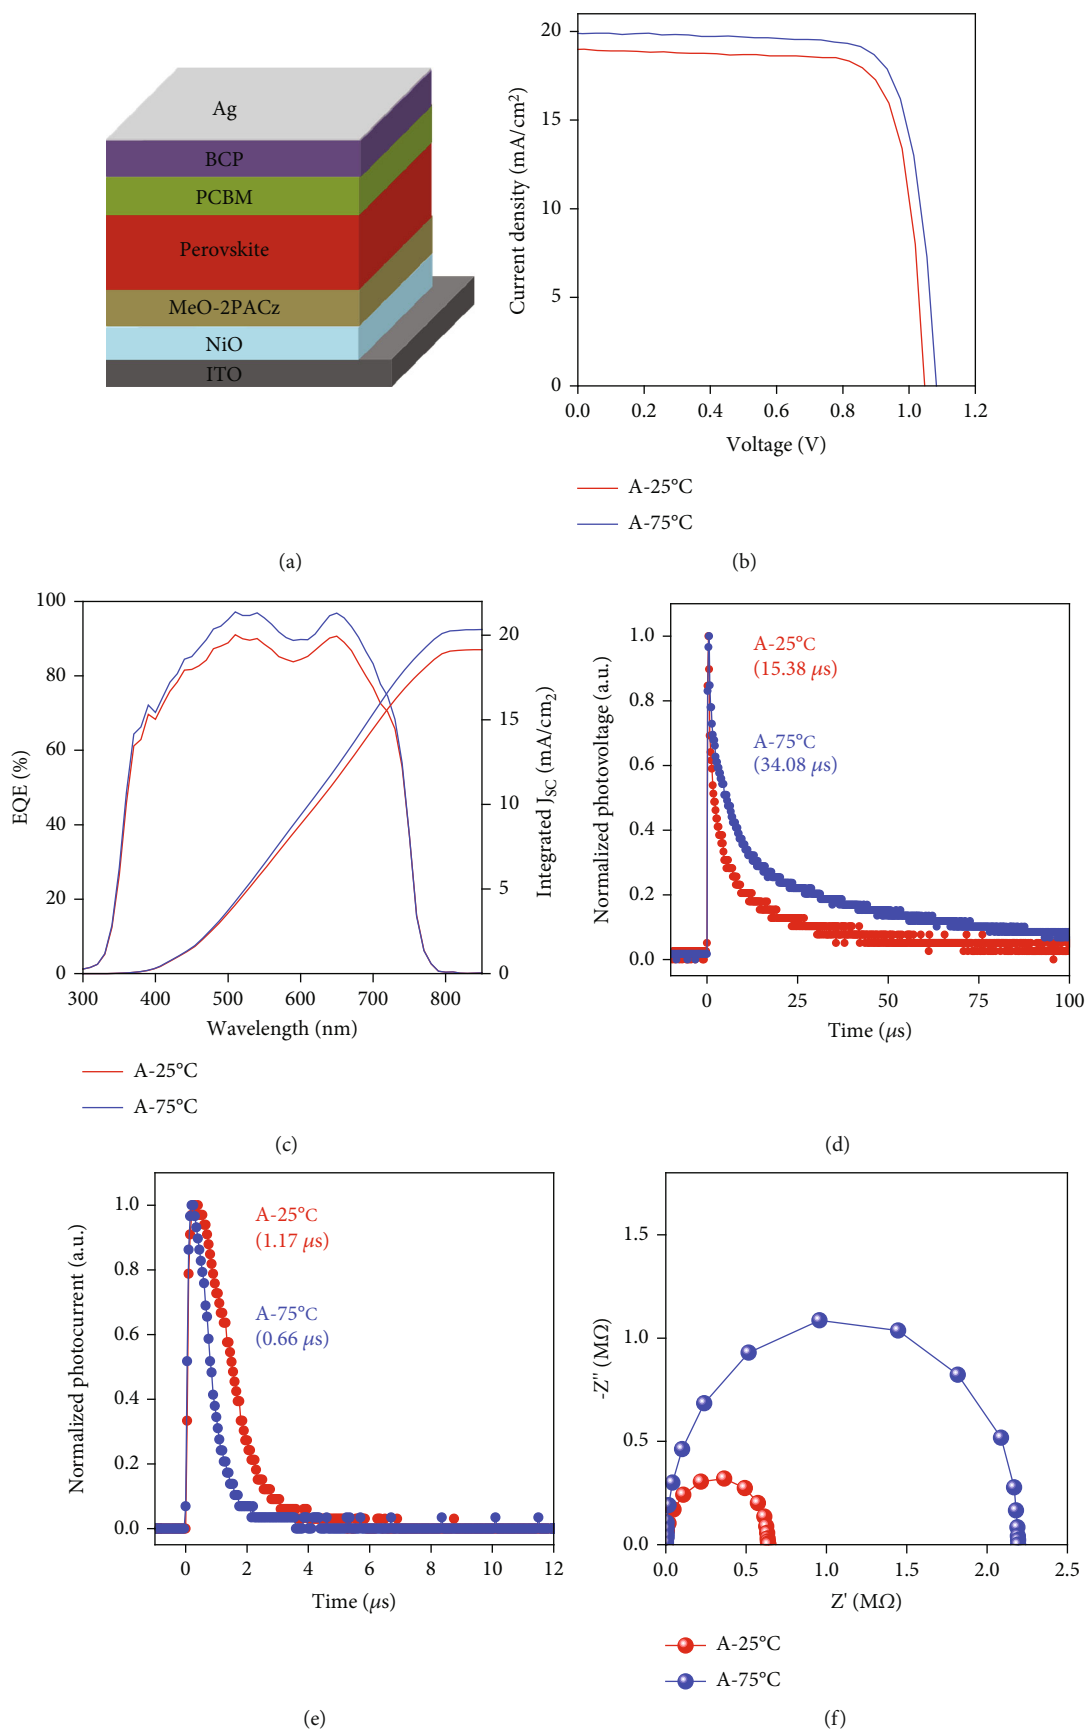 Ag
BCP
PCBM
Perovskite
MeO-2PACz
NiO
ITO
(a)
20
15
10
5
0
Current density (mA/cm²)
0.0 0.2 0.4 0.6 0.8 1.0 1.2
Voltage (V)
A-25°C
A-75°C
(b)
100
80
60
40
20
0
EQE (%)
20
15
10
5
0
Integrated J_SC (mA/cm₂)
300 400 500 600 700 800
Wavelength (nm)
A-25°C
A-75°C
(c)
1.0
0.8
0.6
0.4
0.2
0.0
Normalized photovoltage (a.u.)
A-25°C
(15.38 μs)
A-75°C
(34.08 μs)
0 25 50 75 100
Time (μs)
(d)
1.0
0.8
0.6
0.4
0.2
0.0
Normalized photocurrent (a.u.)
A-25°C
(1.17 μs)
A-75°C
(0.66 μs)
0 2 4 6 8 10 12
Time (μs)
(e)
1.5
1.0
0.5
0.0
-Z'' (MΩ)
0.0 0.5 1.0 1.5 2.0 2.5
Z' (MΩ)
A-25°C
A-75°C
(f)